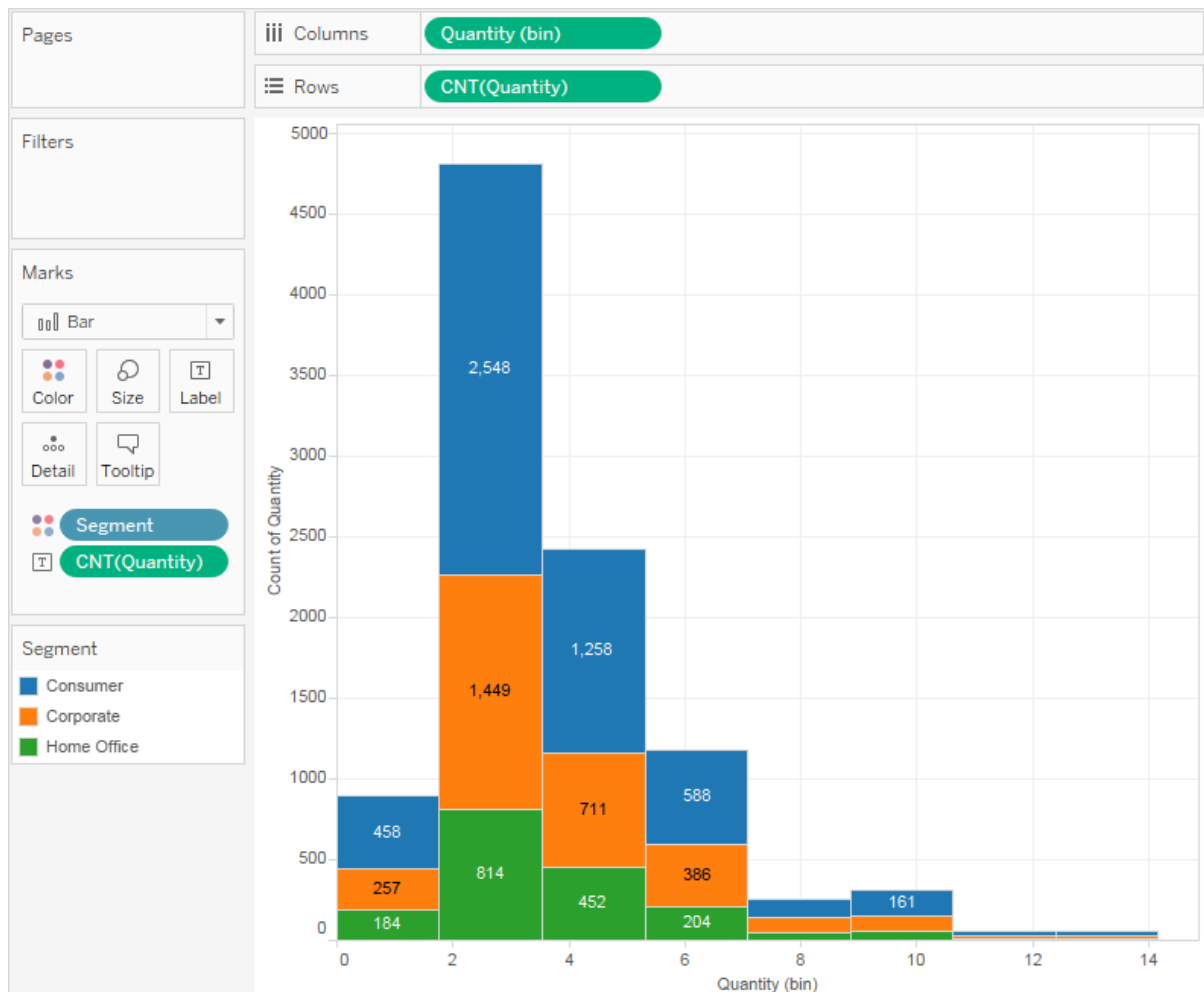 Pages
Columns
Quantity (bin)
Rows
CNT(Quantity)
Filters
Marks
Bar
Color
Size
T
Label
Detail
Tooltip
Segment
T
CNT(Quantity)
Segment
Consumer
Corporate
Home Office
Count of Quantity
5000
4500
4000
3500
3000
2500
2000
1500
1000
500
0
458
257
184
2,548
1,449
814
1,258
711
452
588
386
204
161
0 2 4 6 8 10 12 14
Quantity (bin)